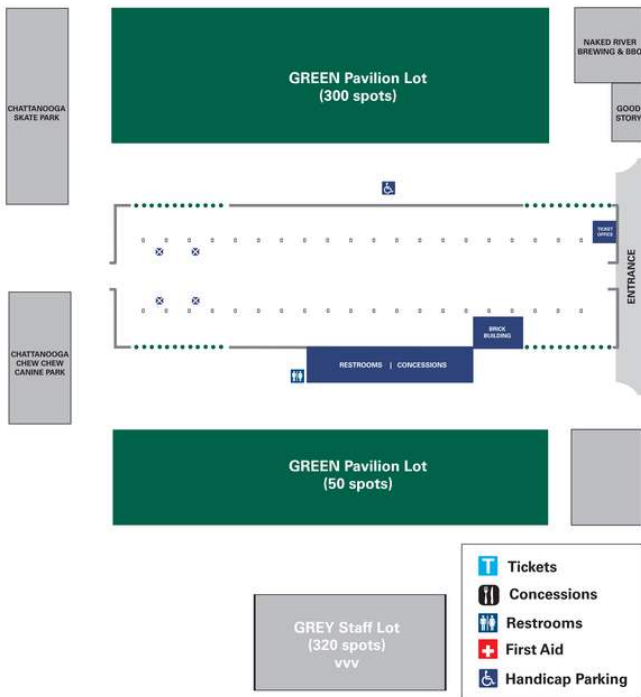 GREEN Pavilion Lot
(300 spots)
NAKED RIVER
BREWING & BBQ
CHATTANOOGA
SKATE PARK
GOOD
STORY
TICKET
OFFICE
ENTRANCE
BRICK
BUILDING
RESTROOMS | CONCESSIONS
CHATTANOOGA
CHEW CHEW
CANINE PARK
GREEN Pavilion Lot
(50 spots)
GREY Staff Lot
(320 spots)
vvv
T Tickets
Concessions
Restrooms
First Aid
Handicap Parking